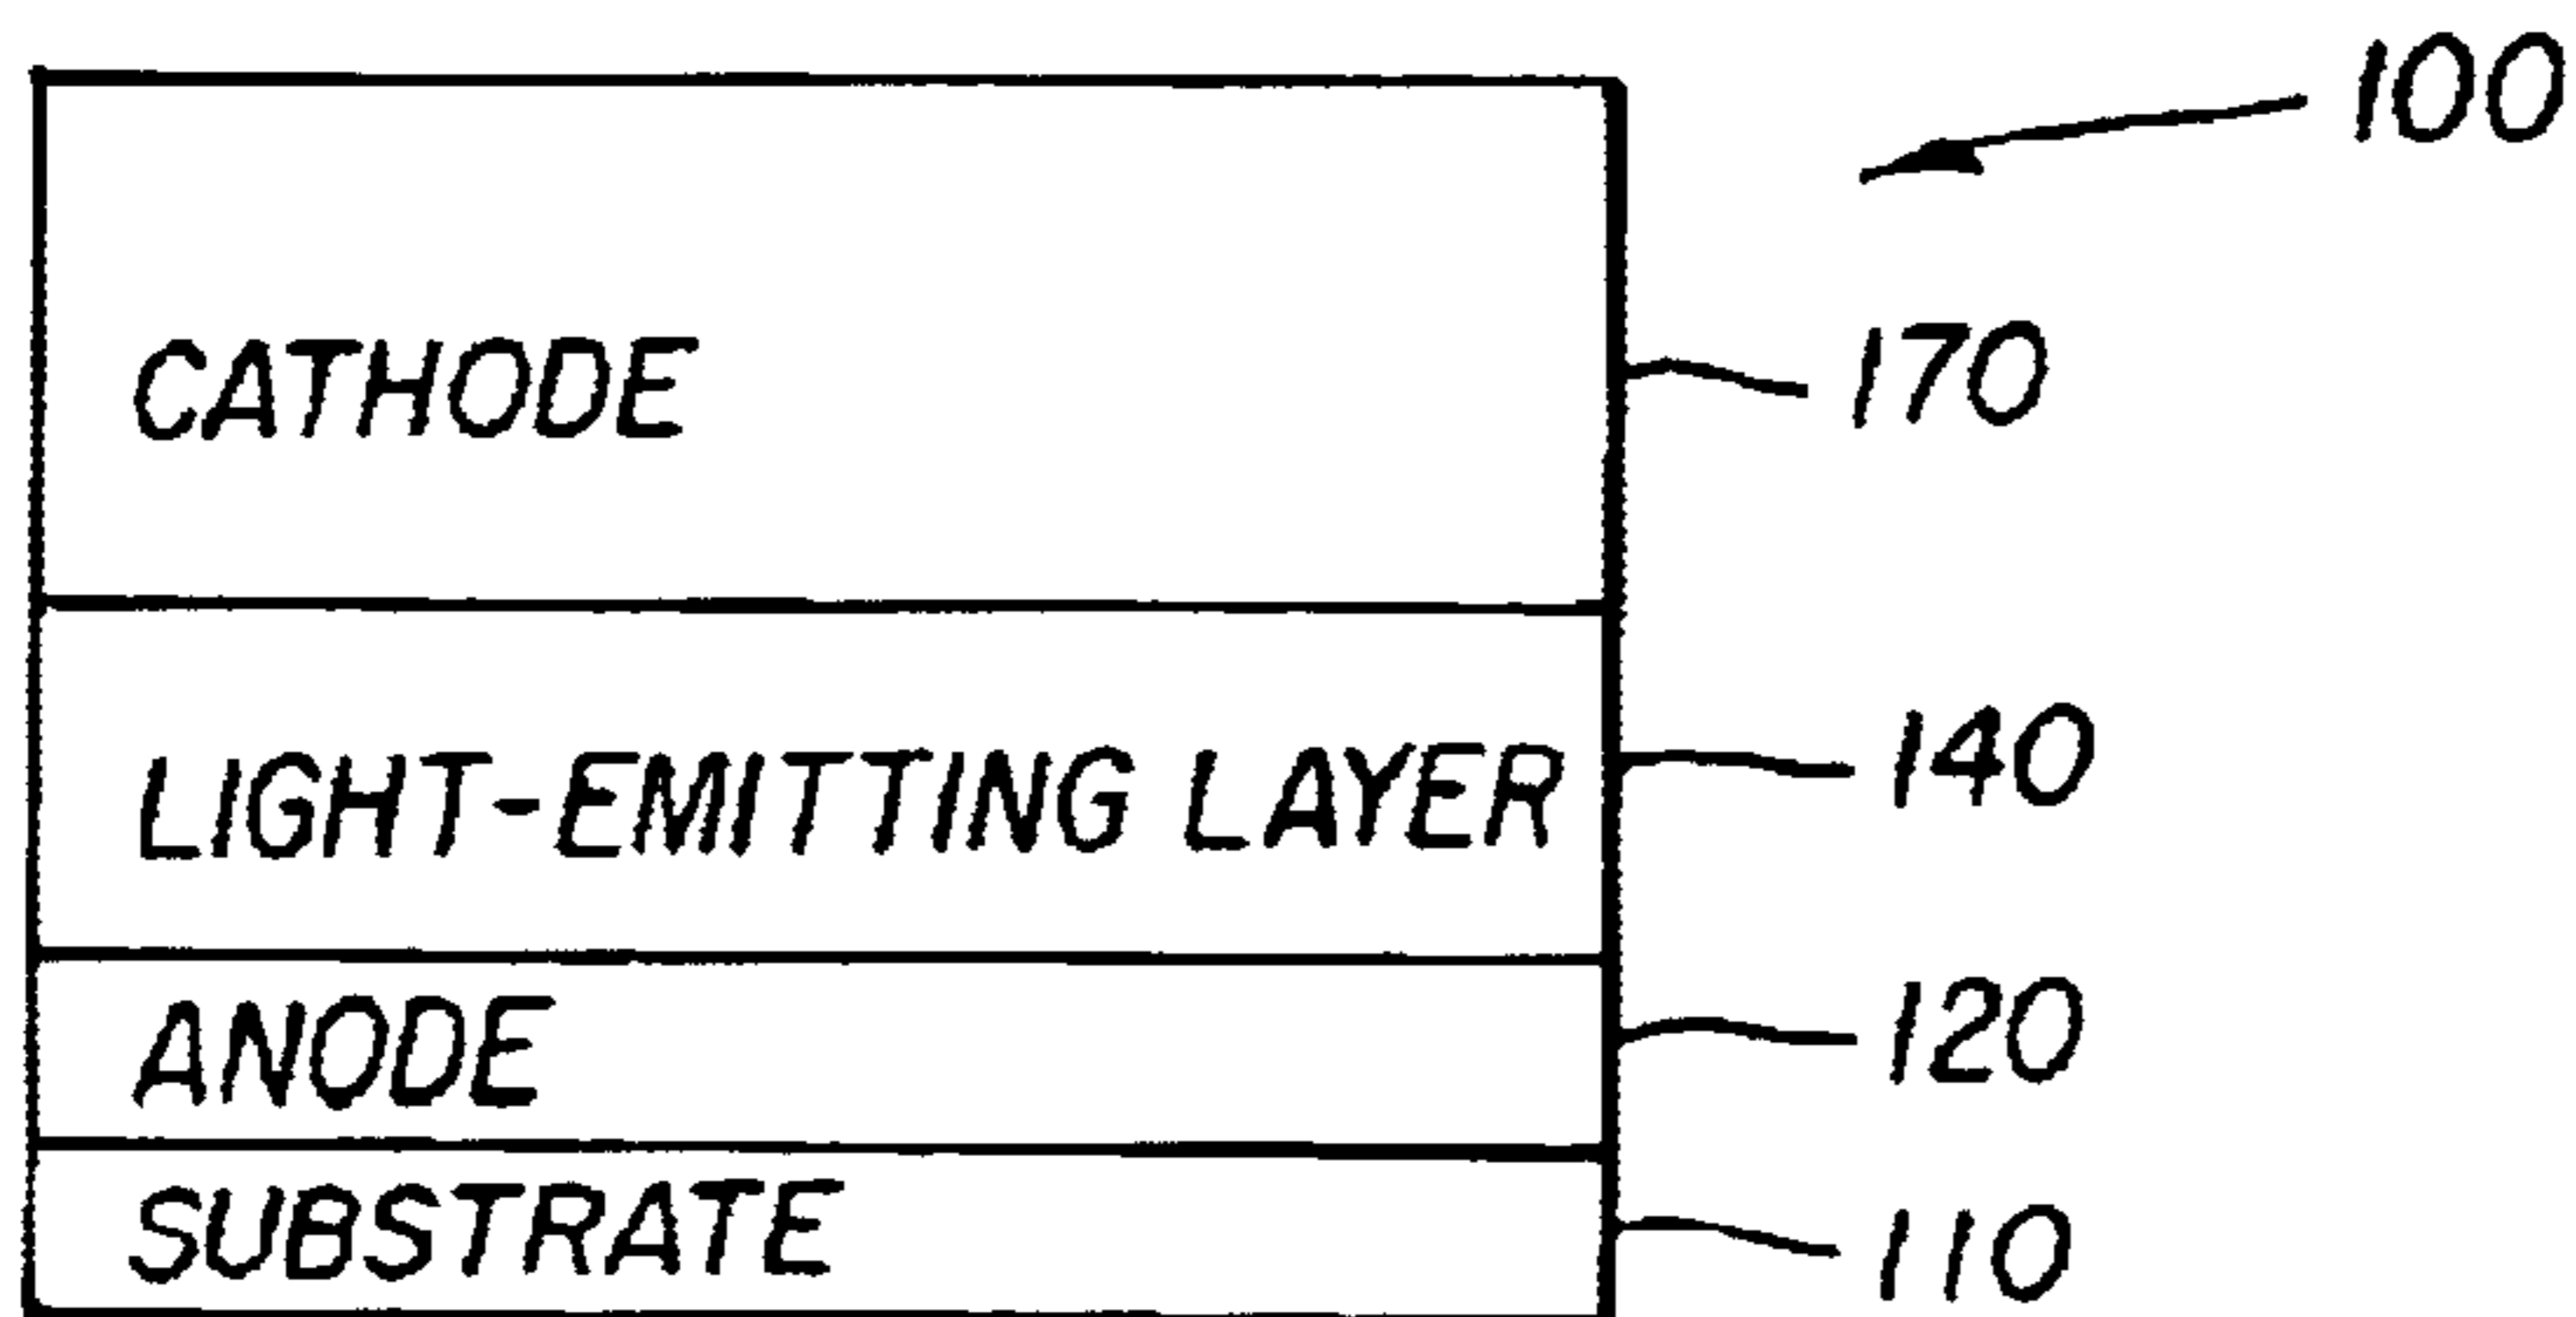 100
CATHODE 170
LIGHT-EMITTING LAYER 140
ANODE 120
SUBSTRATE 110